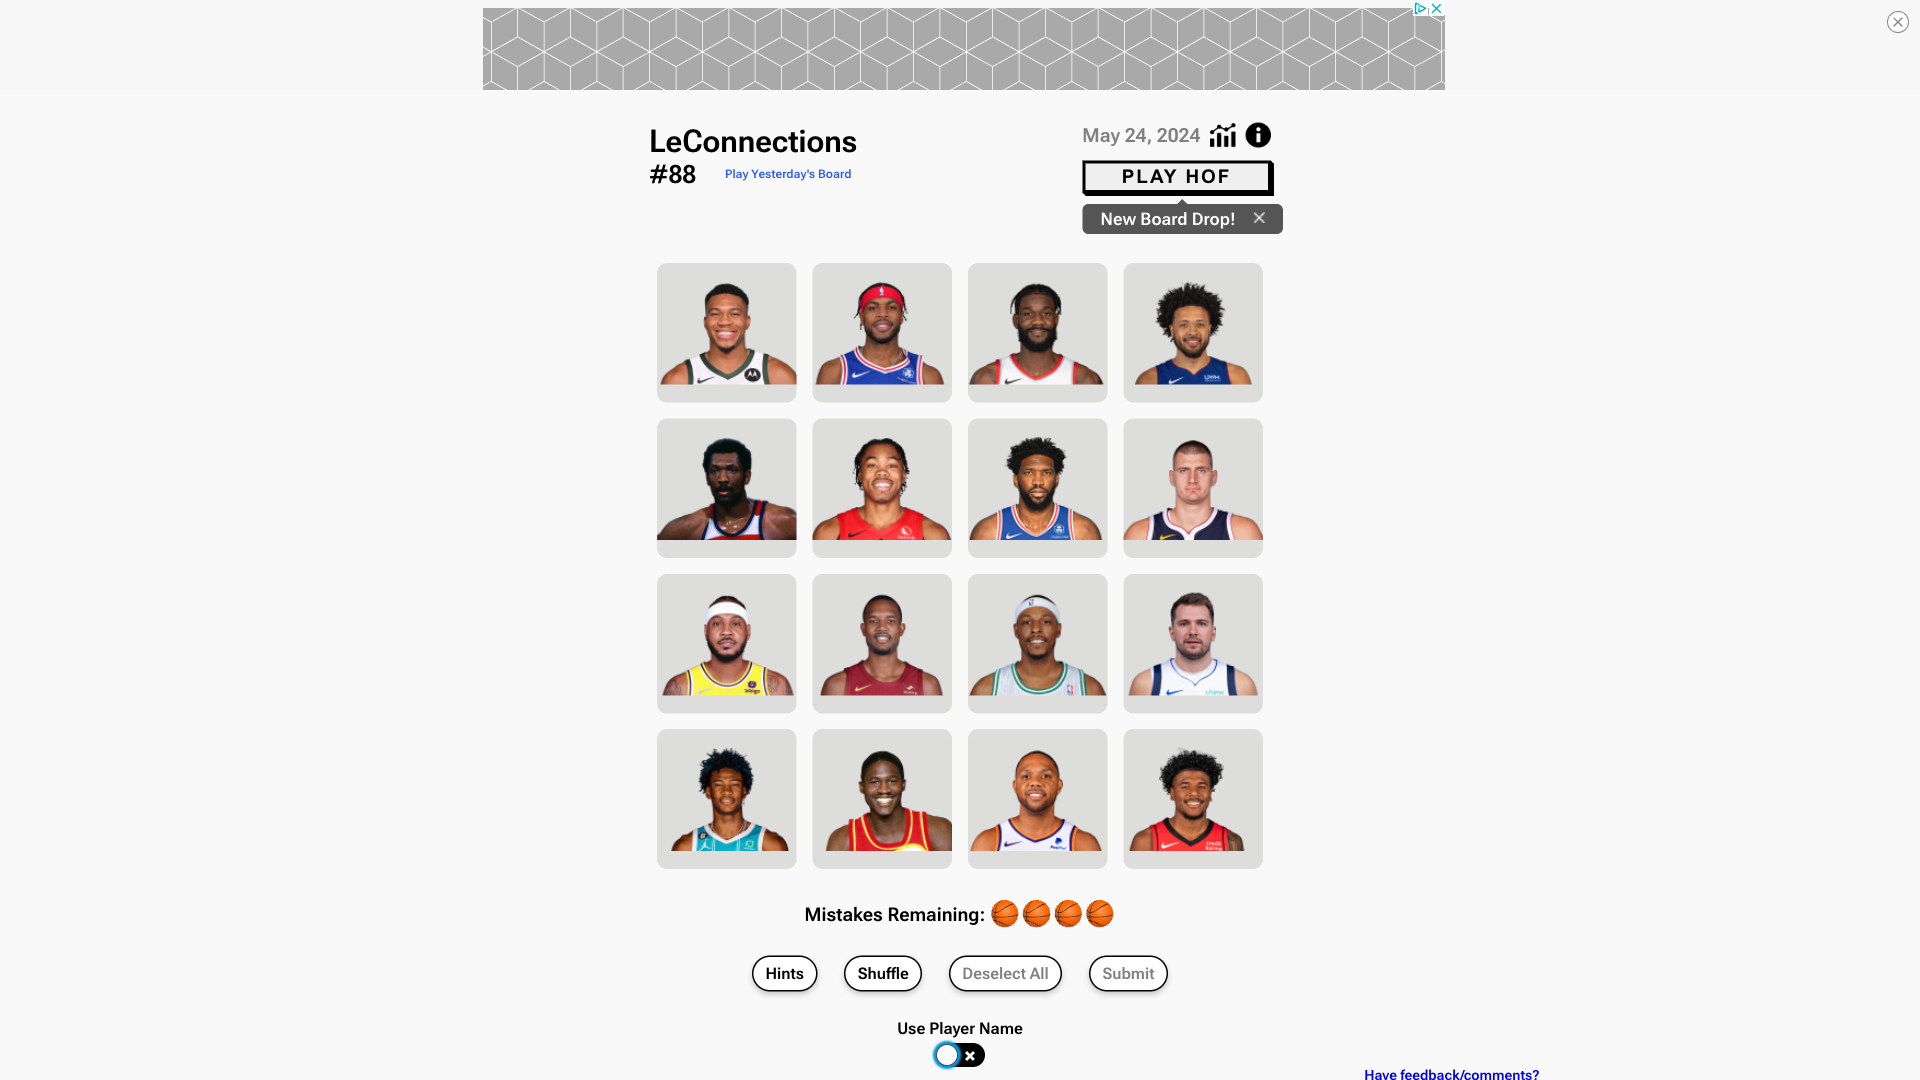 LeConnections
#88
Play Yesterday's Board
May 24, 2024
PLAY HOF
New Board Drop!
Mistakes Remaining:
Hints
Shuffle
Deselect All
Submit
Use Player Name
Have feedback/comments?